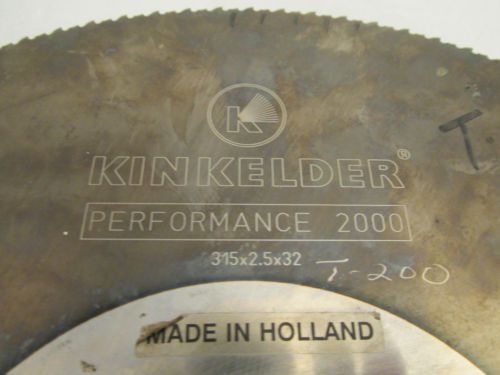 K
T
KINKELDER®
PERFORMANCE 2000
315x2.5x32
T-200
MADE IN HOLLAND